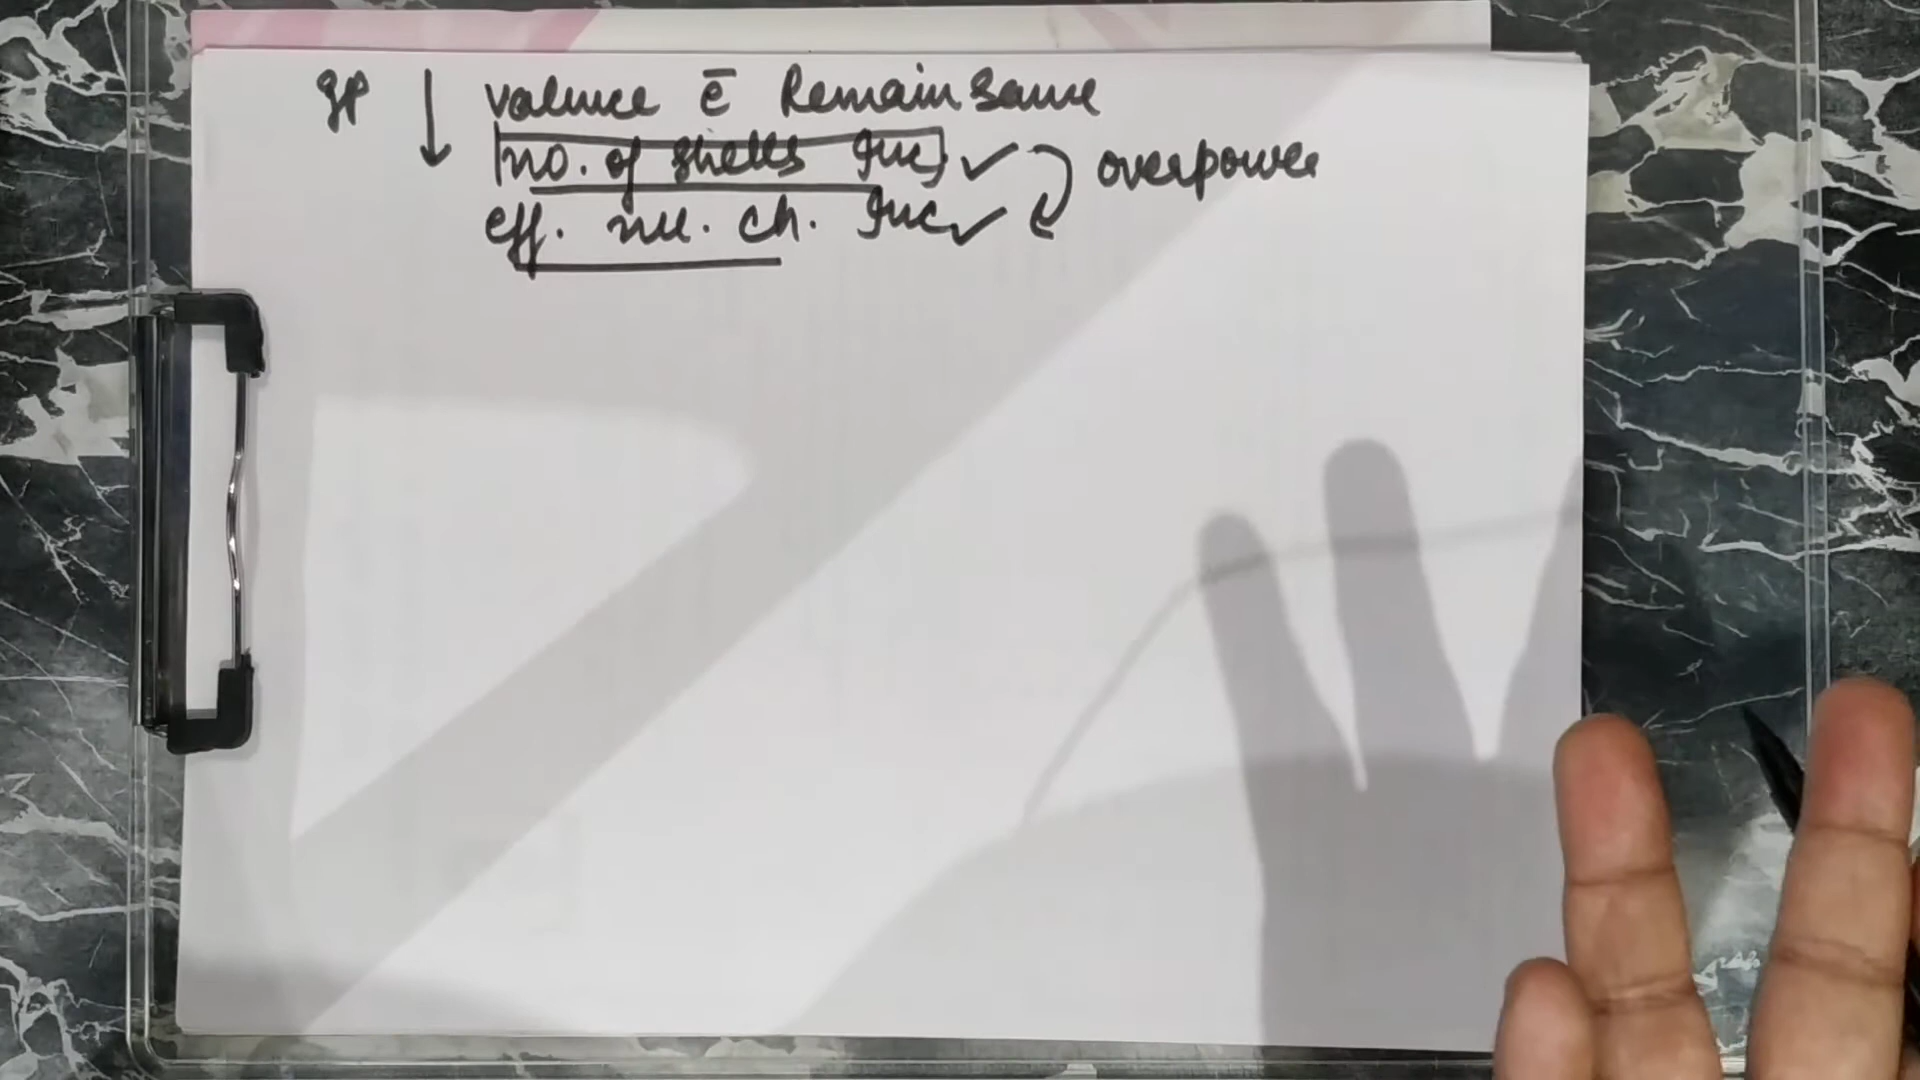 gp ↓ valence ē Remain same
no. of shells Inc ✓ overpower
eff. nu. ch. Inc ✓